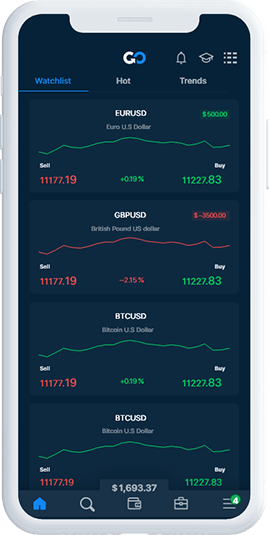 GO
Watchlist Hot Trends
EURUSD $500.00
Euro U.S Dollar
Sell Buy
11177.19 +0.19% 11227.83
GBPUSD $-3500.00
British Pound US dollar
Sell Buy
11177.19 -2.15% 11227.83
BTCUSD
Bitcoin U.S Dollar
Sell Buy
11177.19 +0.19% 11227.83
BTCUSD
Bitcoin U.S Dollar
Sell Buy
11177.19 $1,693.37 11227.83
4